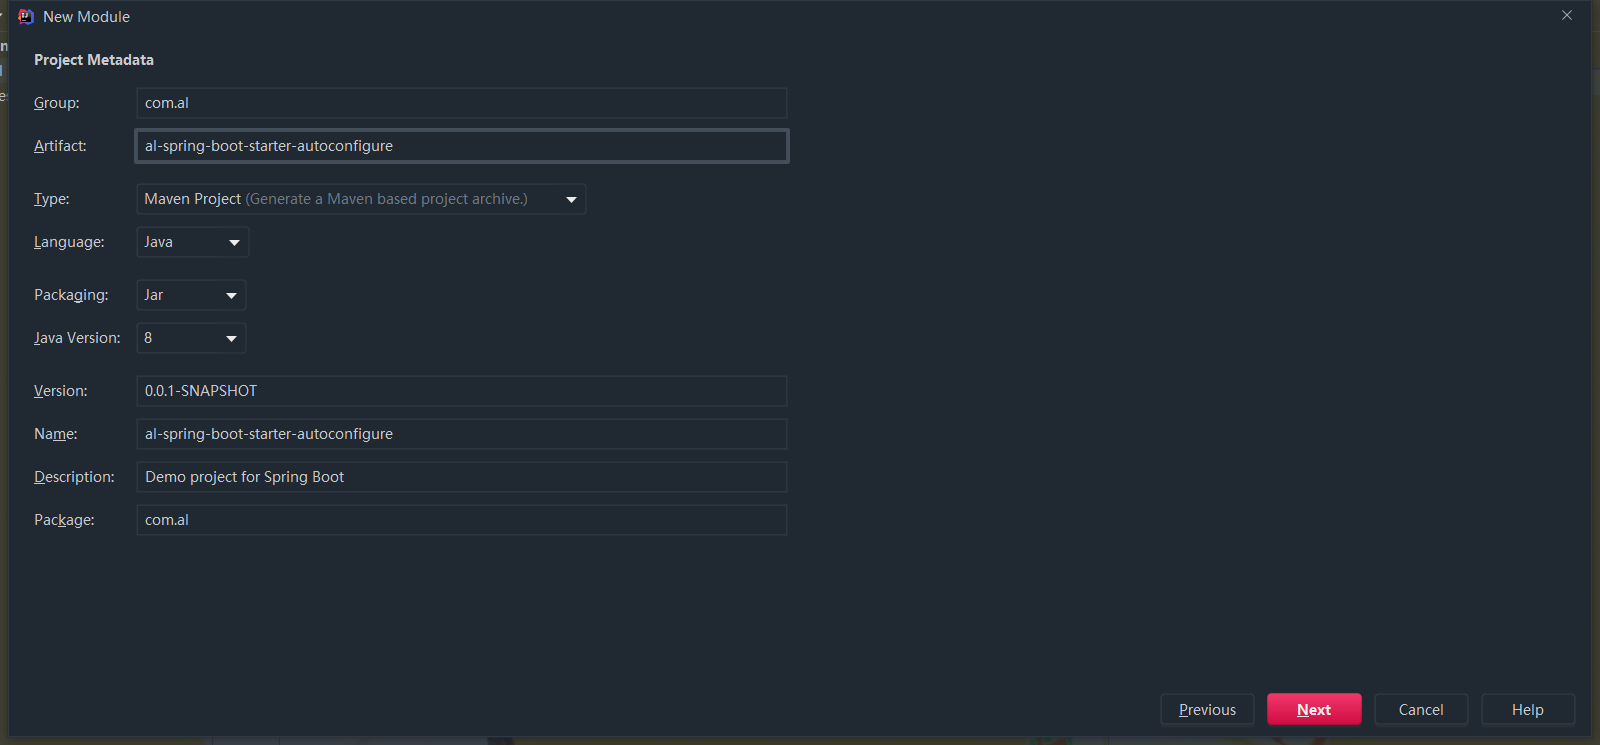 New Module
Project Metadata
Group: com.al
Artifact: al-spring-boot-starter-autoconfigure
Type: Maven Project (Generate a Maven based project archive.)
Language: Java
Packaging: Jar
Java Version: 8
Version: 0.0.1-SNAPSHOT
Name: al-spring-boot-starter-autoconfigure
Description: Demo project for Spring Boot
Package: com.al
Previous Next Cancel Help